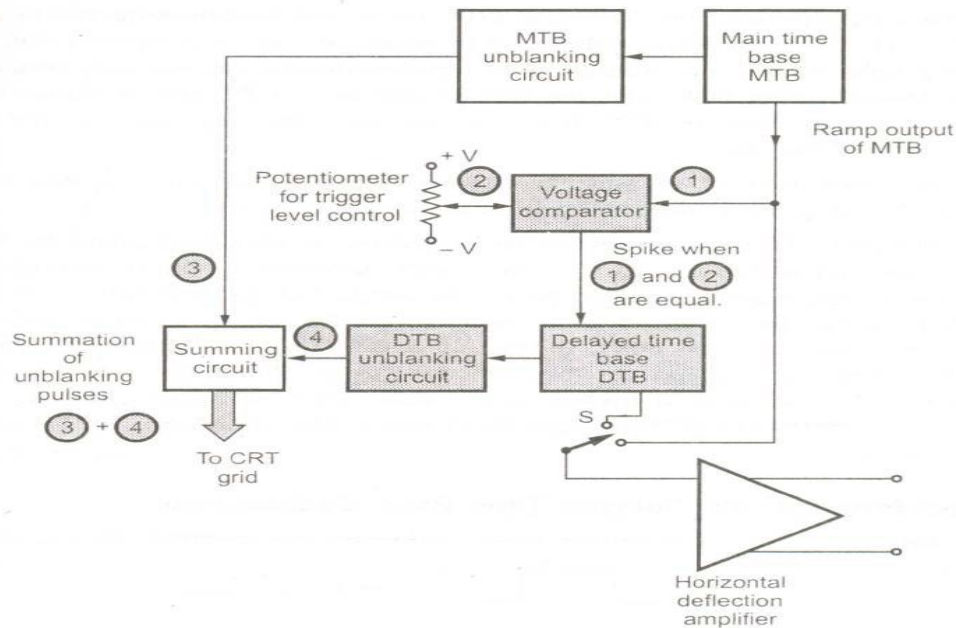 MTB
unblanking
circuit
Main time
base
MTB
Ramp output
of MTB
+ V
Potentiometer
for trigger
level control
2
Voltage
comparator
1
– V
Spike when
1 and 2
are equal.
3
Summation
of
unblanking
pulses
3 + 4
Summing
circuit
4
DTB
unblanking
circuit
Delayed time
base
DTB
S
To CRT
grid
Horizontal
deflection
amplifier